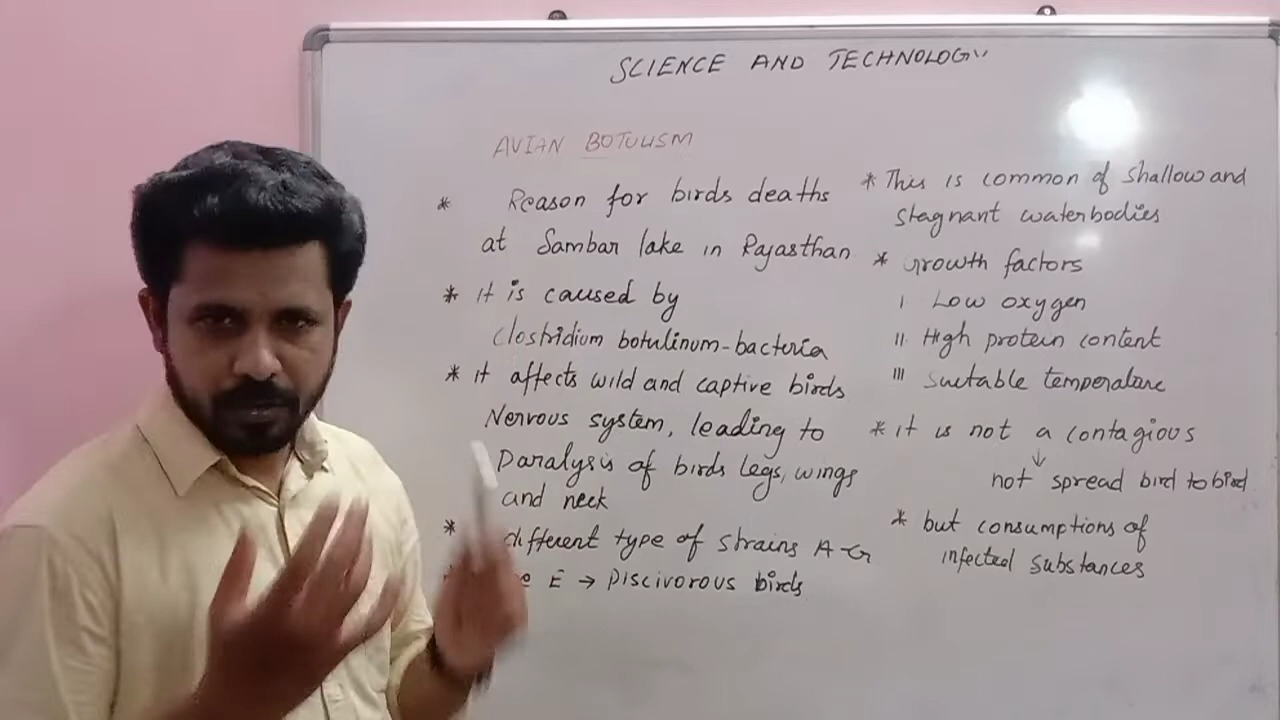 SCIENCE AND TECHNOLOGY
AVIAN BOTULISM
* Reason for birds deaths
at Sambar lake in Rajasthan
* it is caused by
Clostridium botulinum-bacteria
* it affects wild and captive birds
Nervous system, leading to
paralysis of birds legs, wings
and neck
* different type of strains A-G
E → Piscivorous birds
* This is common of shallow and
stagnant waterbodies
* Growth factors
I Low oxygen
II. High protein content
III Suitable temperature
* it is not a contagious
↓
not spread bird to bird
* but consumptions of
infected substances